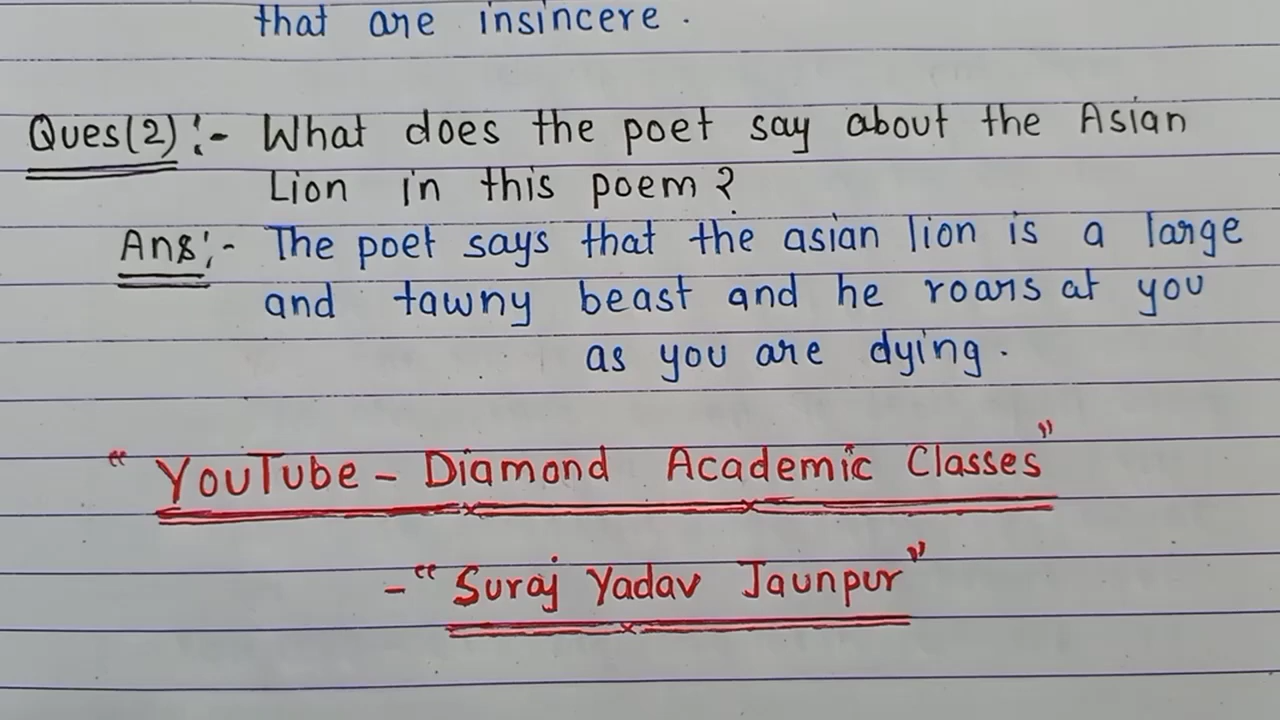 that are insincere.
Ques(2):- What does the poet say about the Asian
Lion in this poem?
Ans:- The poet says that the asian lion is a large
and tawny beast and he roars at you
as you are dying.
" YouTube - Diamond Academic Classes"
- "Suraj Yadav Jaunpur"